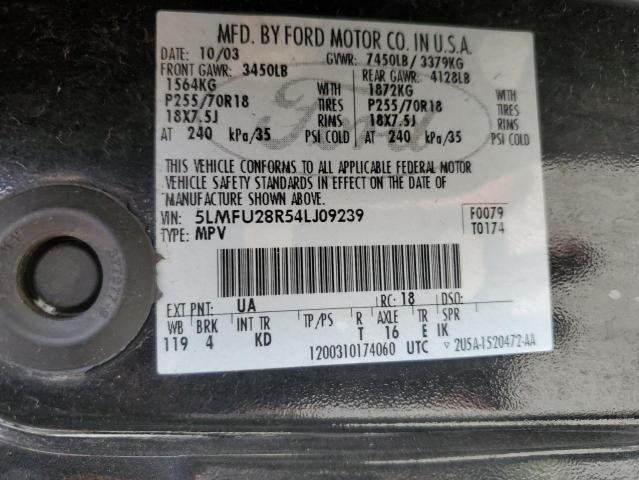 MFD. BY FORD MOTOR CO. IN U.S.A.
DATE: 10/03 GVWR: 7450LB / 3379KG
FRONT GAWR: 3450LB REAR GAWR: 4128LB
1564KG WITH 1872KG WITH
P255/70R18 TIRES P255/70R18 TIRES
18X7.5J RIMS 18X7.5J RIMS
AT 240 kPa/35 PSI COLD AT 240 kPa/35 PSI COLD
Ford
THIS VEHICLE CONFORMS TO ALL APPLICABLE FEDERAL MOTOR
VEHICLE SAFETY STANDARDS IN EFFECT ON THE DATE OF
MANUFACTURE SHOWN ABOVE.
VIN: 5LMFU28R54LJ09239 F0079
TYPE: MPV T0174
EXT PNT: UA RC: 18 DSO:
WB BRK INT TR TP/PS R AXLE TR SPR
119 4 KD T 16 E IK
1200310174060 UTC ▽ 2U5A-1520472-AA